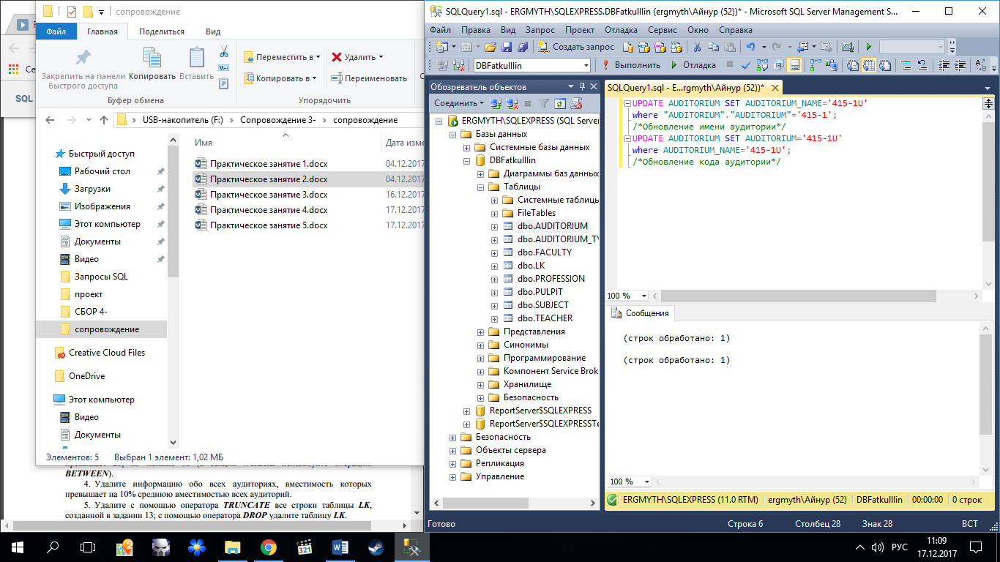 сопровождение
Файл
Главная
Поделиться
Вид
Закрепить на панели быстрого доступа
Копировать
Вставить
Буфер обмена
Переместить в
Копировать в
Удалить
Переименовать
Упорядочить
USB-накопитель (F:) > Сопровождение 3- > сопровождение
Имя
Дата изме
Быстрый доступ
Рабочий стол
Загрузки
Изображения
Этот компьютер
Документы
Видео
Запросы SQL
проект
СБОР 4-
сопровождение
Creative Cloud Files
OneDrive
Этот компьютер
Видео
Документы
Практическое занятие 1.docx 04.12.2017
Практическое занятие 2.docx 04.12.2017
Практическое занятие 3.docx 16.12.2017
Практическое занятие 4.docx 17.12.2017
Практическое занятие 5.docx 17.12.2017
Элементов: 5 Выбран 1 элемент: 1,02 МБ
SQL
BETWEEN).
4. Удалите информацию обо всех аудиториях, вместимость которых
превышает на 10% среднюю вместимостью всех аудиторий.
5. Удалите с помощью оператора TRUNCATE все строки таблицы LK,
созданной в задании 13; с помощью оператора DROP удалите таблицу LK.
SQLQuery1.sql - ERGMYTH\SQLEXPRESS.DBFatkulllin (ergmyth\Айнур (52))* - Microsoft SQL Server Management S...
Файл Правка Вид Запрос Проект Отладка Сервис Окно Справка
Создать запрос
DBFatkulllin
Выполнить
Отладка
Обозреватель объектов
Соединить
ERGMYTH\SQLEXPRESS (SQL Server
Базы данных
Системные базы данных
DBFatkulllin
Диаграммы баз данных
Таблицы
Системные таблицы
FileTables
dbo.AUDITORIUM
dbo.AUDITORIUM_TY
dbo.FACULTY
dbo.LK
dbo.PROFESSION
dbo.PULPIT
dbo.SUBJECT
dbo.TEACHER
Представления
Синонимы
Программирование
Компонент Service Brok
Хранилище
Безопасность
ReportServer$SQLEXPRESS
ReportServer$SQLEXPRESSTe
Безопасность
Объекты сервера
Репликация
Управление
SQLQuery1.sql - E...rgmyth\Айнур (52))*
UPDATE AUDITORIUM SET AUDITORIUM_NAME='415-1U'
where "AUDITORIUM"."AUDITORIUM"='415-1';
/*Обновление имени аудитории*/
UPDATE AUDITORIUM SET AUDITORIUM='415-1U'
where AUDITORIUM_NAME='415-1U';
/*Обновление кода аудитории*/
100 %
Сообщения
(строк обработано: 1)
(строк обработано: 1)
100 %
ERGMYTH\SQLEXPRESS (11.0 RTM) ergmyth\Айнур (52) DBFatkulllin 00:00:00 0 строк
Готово Строка 6 Столбец 28 Знак 28 ВСТ
321
РУС
11:09
17.12.2017